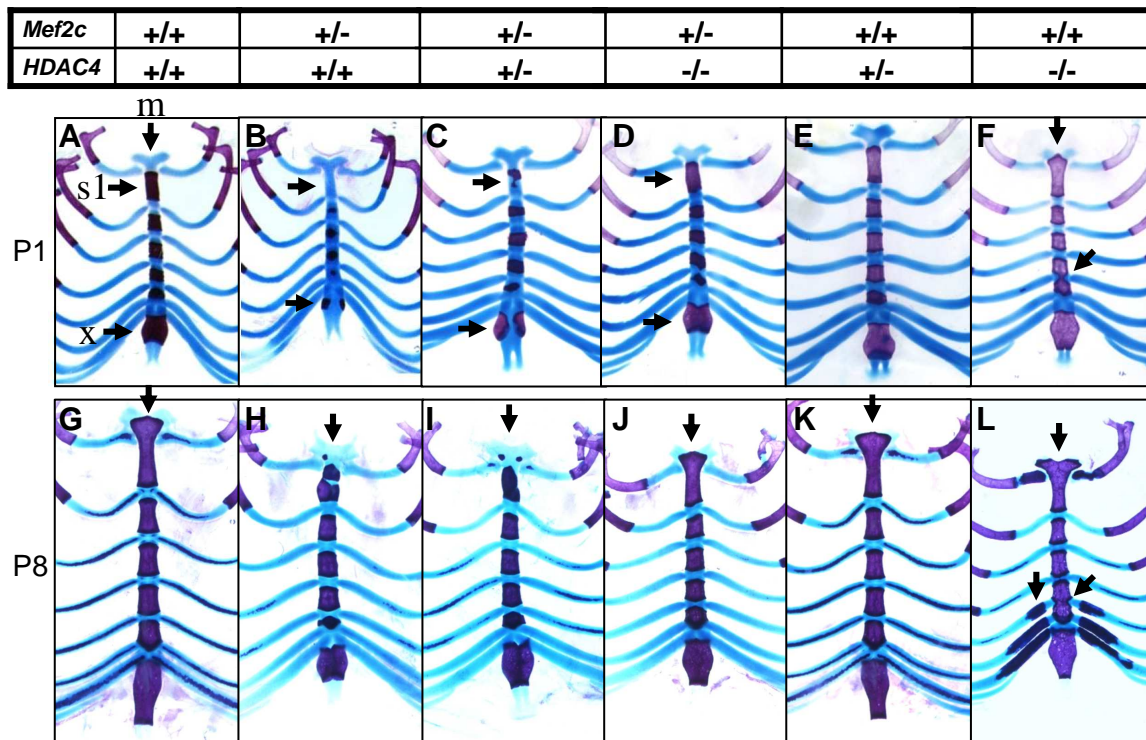 Mef2c +/+ +/- +/- +/- +/+ +/+
HDAC4 +/+ +/+ +/- -/- +/- -/-
m
A B C D E F
s1
P1
x
G H I J K L
P8